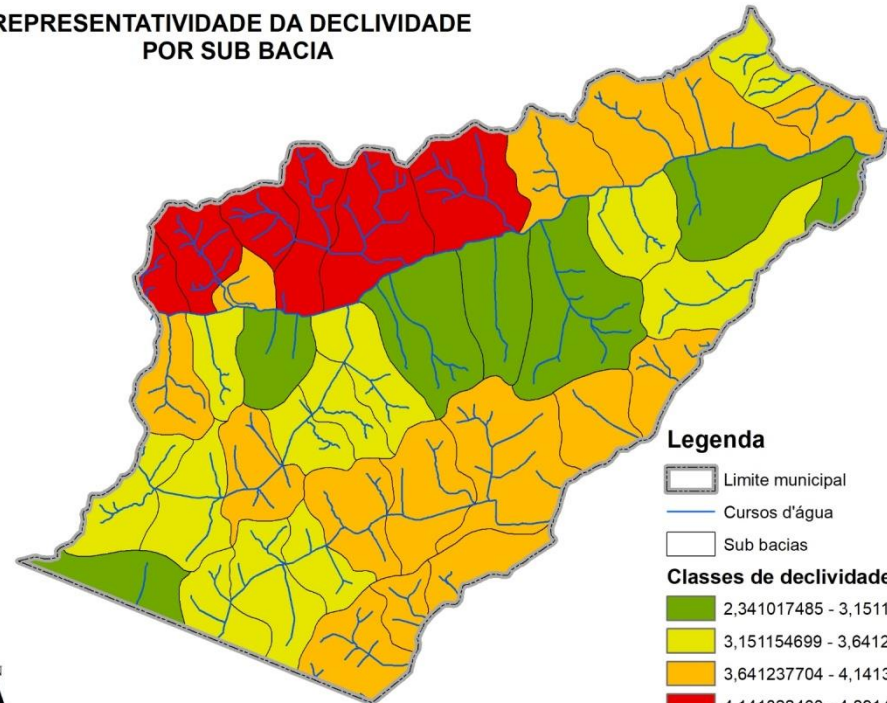 REPRESENTATIVIDADE DA DECLIVIDADE
POR SUB BACIA
Legenda
Limite municipal
Cursos d'água
Sub bacias
Classes de declividade
2,341017485 - 3,1511
3,151154699 - 3,6412
3,641237704 - 4,1413